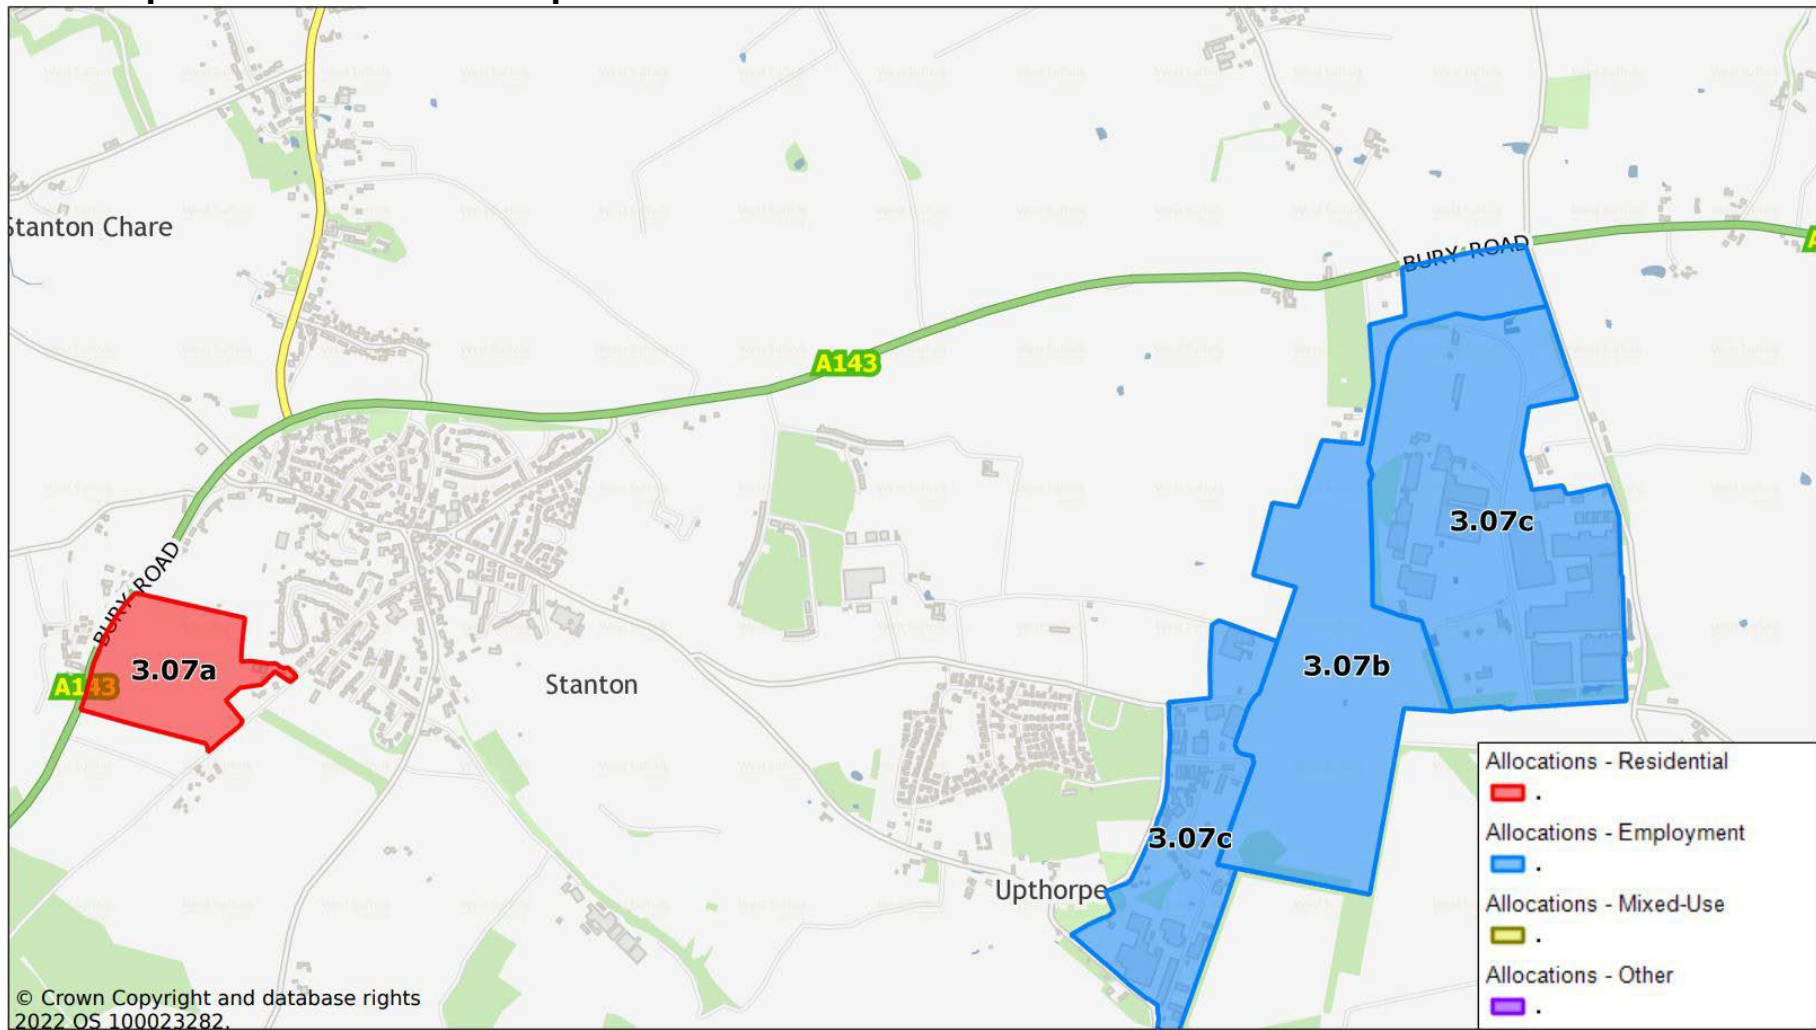 Stanton Chare
BURY ROAD
A143
BURY ROAD
A143
3.07a
Stanton
3.07c
3.07b
3.07c
Upthorpe
Allocations - Residential
.
Allocations - Employment
.
Allocations - Mixed-Use
.
Allocations - Other
.
© Crown Copyright and database rights
2022 OS 100023282.